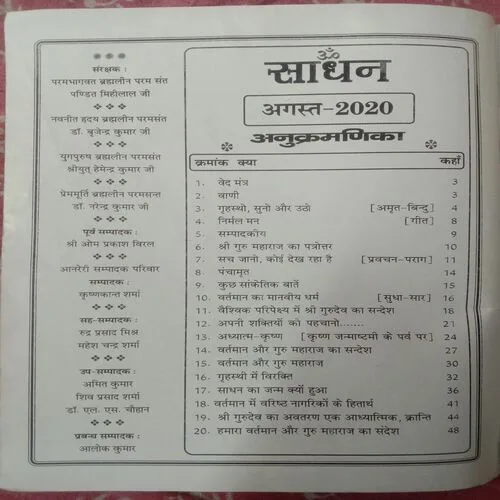 संरक्षक :
परमभागवत ब्रह्मलीन परम संत
पण्डित मिहीलाल जी
नवनीत हृदय ब्रह्मलीन परमसंत
डॉ. बृजेन्द्र कुमार जी
युगपुरुष ब्रह्मलीन परमसंत
श्रीयुत् हेमेन्द्र कुमार जी
प्रेममूर्ति ब्रह्मलीन परमसन्त
डॉ. नरेन्द्र कुमार जी
पूर्व सम्पादक :
श्री ओम प्रकाश विरल
आनरेरी सम्पादक परिवार
सम्पादक :
कृष्णकान्त शर्मा
सह-सम्पादक :
रुद्र प्रसाद मिश्र
महेश चन्द्र शर्मा
उप-सम्पादक :
अमित कुमार
शिव प्रसाद शर्मा
डॉ. एल. एस. चौहान
प्रबन्ध सम्पादक :
आलोक कुमार
ॐ
साधन
अगस्त-2020
अनुक्रमणिका
क्रमांक क्या कहाँ
1. वेद मंत्र 3
2. वाणी 3
3. गृहस्थो, सुनो और उठो [अमृत-बिन्दु] 4
4. निर्मल मन [गीत] 8
5. सम्पादकीय 9
6. श्री गुरु महाराज का पत्रोत्तर 10
7. सच जानो, कोई देख रहा है [प्रवचन-पराग] 11
8. पंचामृत 14
9. कुछ सांकेतिक बातें 15
10. वर्तमान का मानवीय धर्म [सुधा-सार] 16
11. वैश्विक परिपेक्ष्य में श्री गुरुदेव का सन्देश 18
12. अपनी शक्तियों को पहचानो....... 21
13. अध्यात्म-कृष्ण [कृष्ण जन्माष्टमी के पर्व पर] 24
14. वर्तमान और गुरु महाराज का सन्देश 27
15. वर्तमान और गुरु महाराज 30
16. गृहस्थी में विरक्ति 32
17. साधन का जन्म क्यों हुआ 36
18. वर्तमान में वरिष्ठ नागरिकों के हितार्थ 41
19. श्री गुरुदेव का अवतरण एक आध्यात्मिक, क्रान्ति 44
20. हमारा वर्तमान और गुरु महाराज का संदेश 48